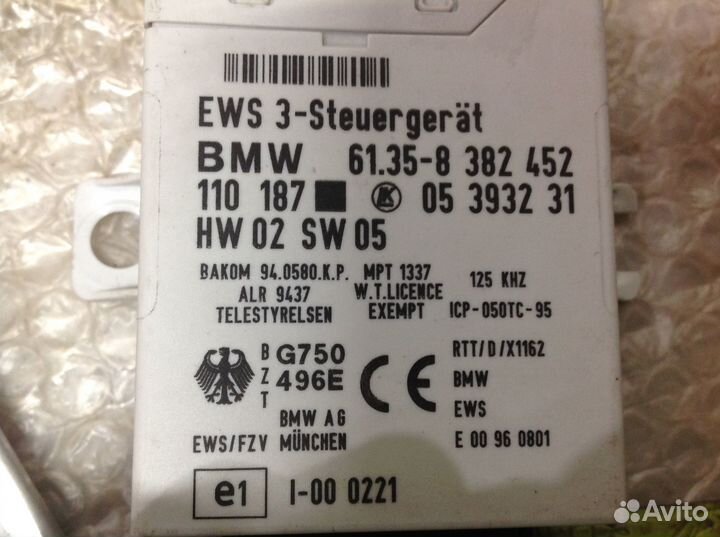 EWS 3-Steuergerät
BMW 61.35-8 382 452
110 187 ■ LK 05 3932 31
HW 02 SW 05
BAKOM 94.0580.K.P. MPT 1337 125 KHZ
ALR 9437 W.T.LICENCE
TELESTYRELSEN EXEMPT ICP-050TC-95
B Z T G750 496E CE RTT/D/X1162
BMW
EWS
BMW AG
EWS/FZV MÜNCHEN E 00 96 0801
e1 I-00 0221
Avito